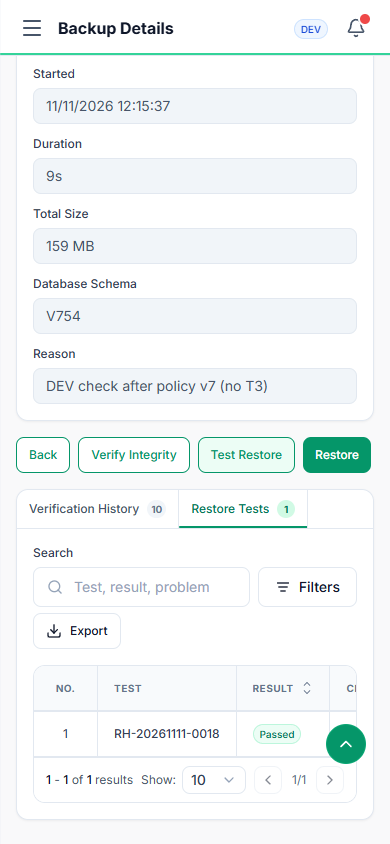 Backup Details
DEV
Started
11/11/2026 12:15:37
Duration
9s
Total Size
159 MB
Database Schema
V754
Reason
DEV check after policy v7 (no T3)
Back
Verify Integrity
Test Restore
Restore
Verification History 10
Restore Tests 1
Search
Test, result, problem
Filters
Export
NO. TEST RESULT
1 RH-20261111-0018 Passed
1 - 1 of 1 results Show: 10 1/1